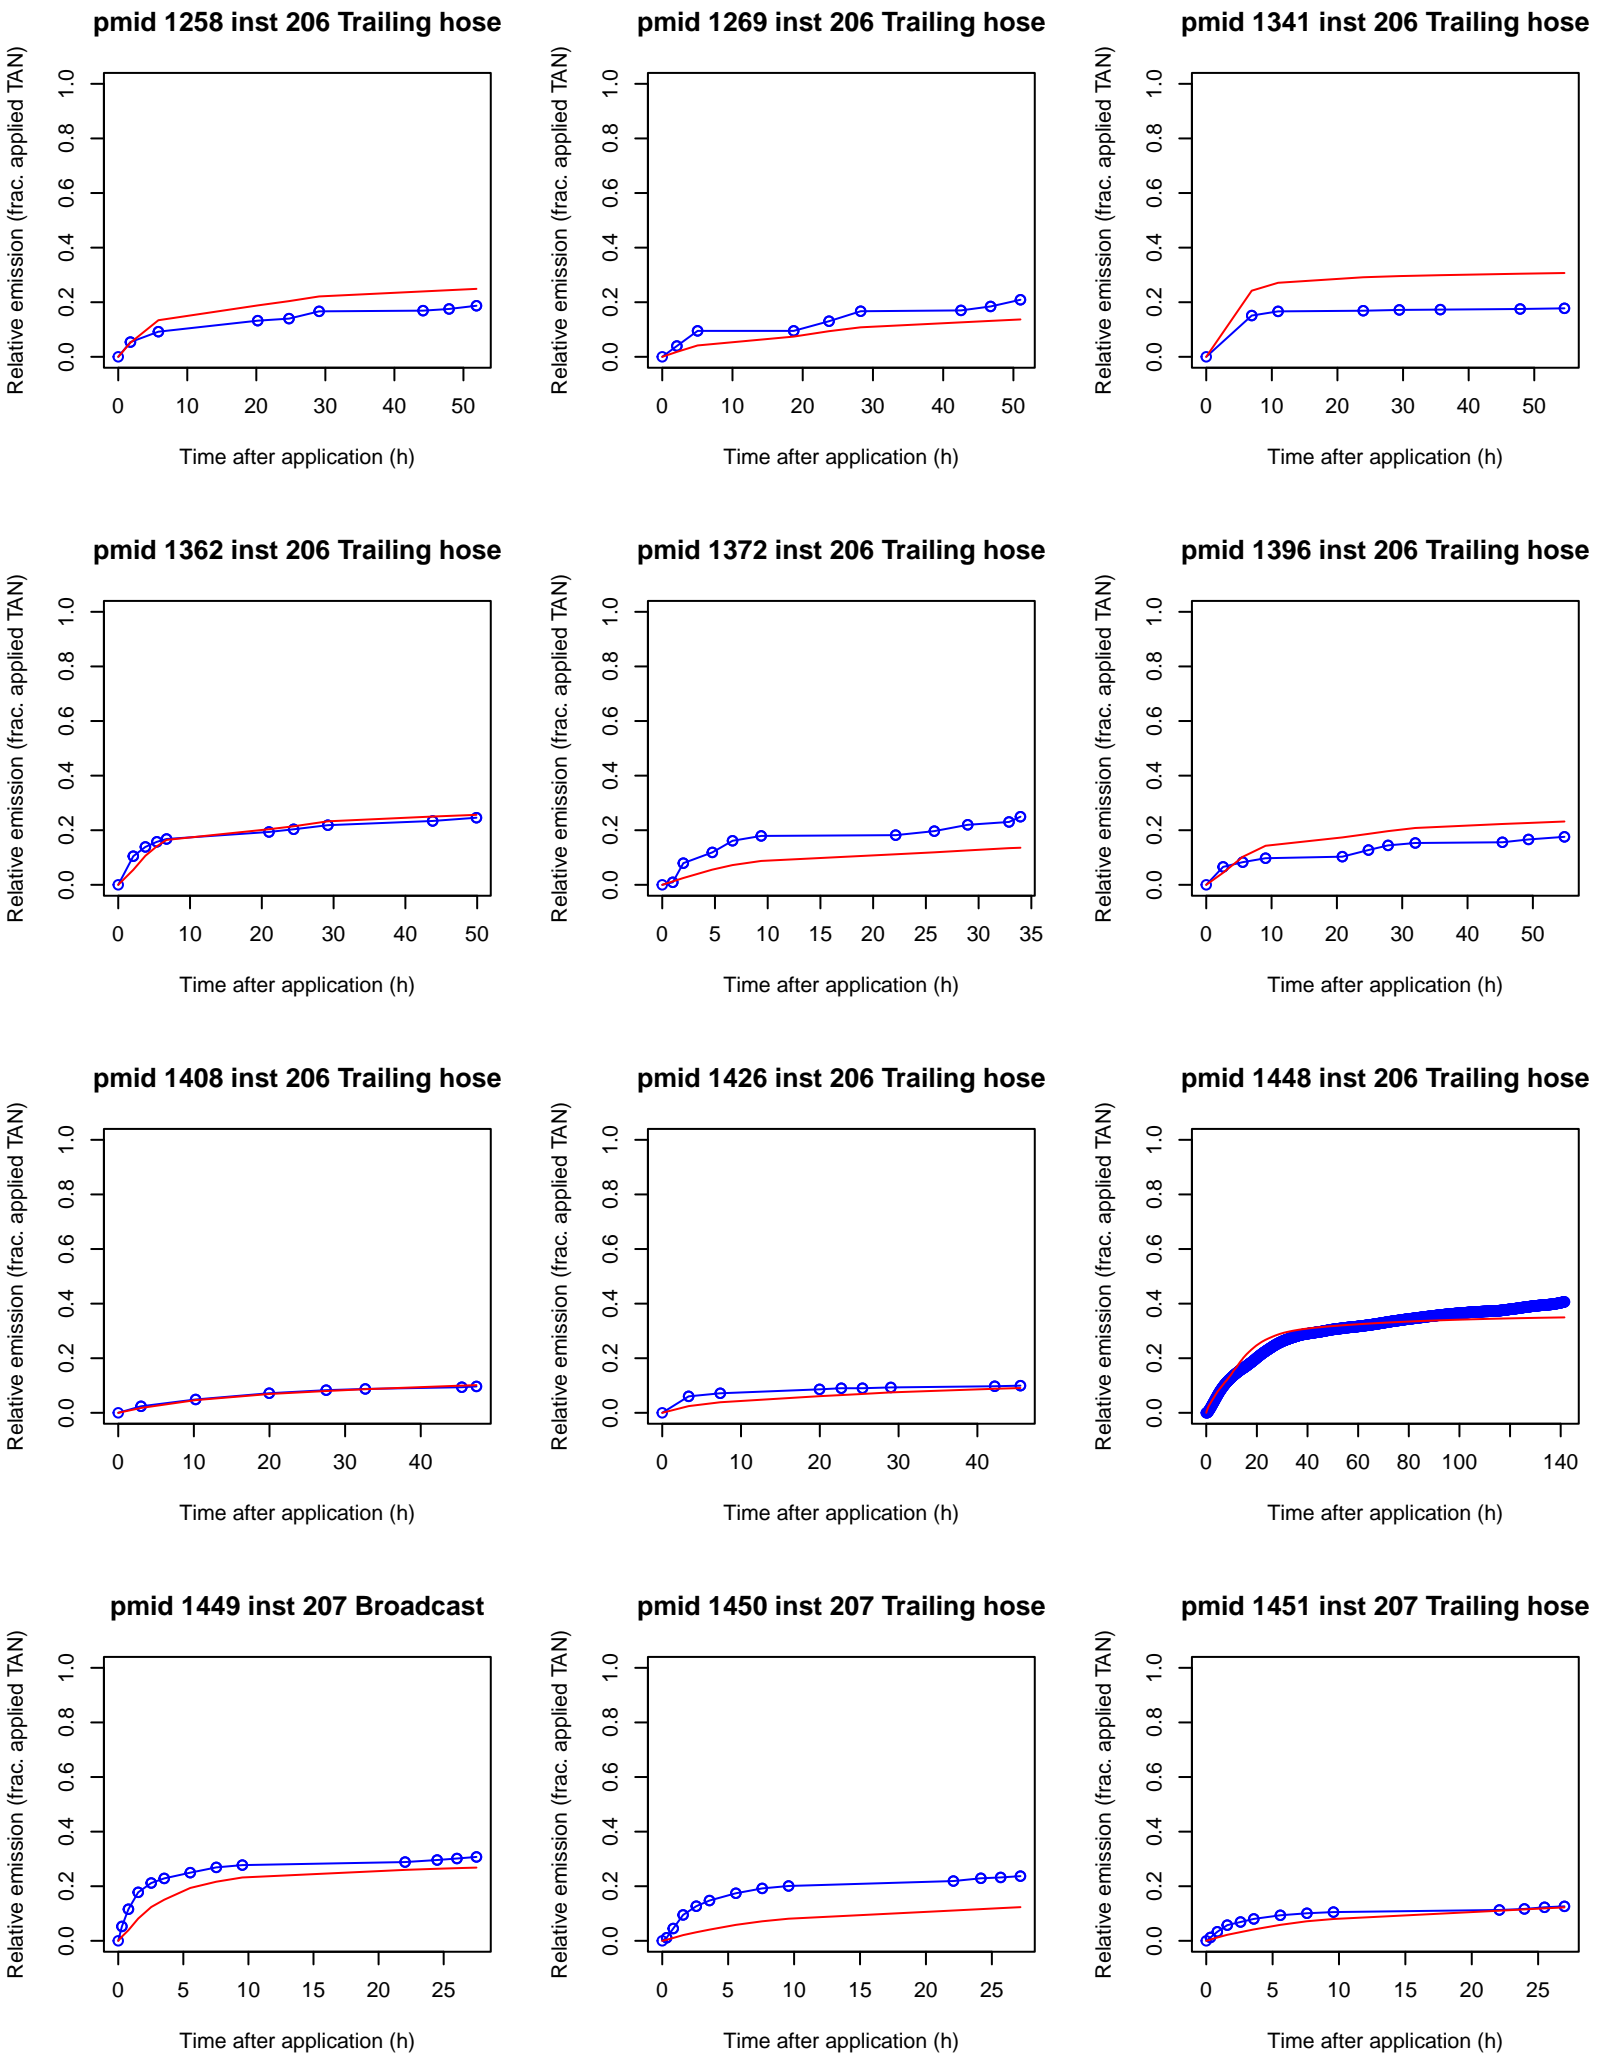 pmid 1258 inst 206 Trailing hose
Relative emission (frac. applied TAN)
1.0
0.8
0.6
0.4
0.2
0.0
0 10 20 30 40 50
Time after application (h)
pmid 1269 inst 206 Trailing hose
Relative emission (frac. applied TAN)
1.0
0.8
0.6
0.4
0.2
0.0
0 10 20 30 40 50
Time after application (h)
pmid 1341 inst 206 Trailing hose
Relative emission (frac. applied TAN)
1.0
0.8
0.6
0.4
0.2
0.0
0 10 20 30 40 50
Time after application (h)
pmid 1362 inst 206 Trailing hose
Relative emission (frac. applied TAN)
1.0
0.8
0.6
0.4
0.2
0.0
0 10 20 30 40 50
Time after application (h)
pmid 1372 inst 206 Trailing hose
Relative emission (frac. applied TAN)
1.0
0.8
0.6
0.4
0.2
0.0
0 5 10 15 20 25 30 35
Time after application (h)
pmid 1396 inst 206 Trailing hose
Relative emission (frac. applied TAN)
1.0
0.8
0.6
0.4
0.2
0.0
0 10 20 30 40 50
Time after application (h)
pmid 1408 inst 206 Trailing hose
Relative emission (frac. applied TAN)
1.0
0.8
0.6
0.4
0.2
0.0
0 10 20 30 40
Time after application (h)
pmid 1426 inst 206 Trailing hose
Relative emission (frac. applied TAN)
1.0
0.8
0.6
0.4
0.2
0.0
0 10 20 30 40
Time after application (h)
pmid 1448 inst 206 Trailing hose
Relative emission (frac. applied TAN)
1.0
0.8
0.6
0.4
0.2
0.0
0 20 40 60 80 100 140
Time after application (h)
pmid 1449 inst 207 Broadcast
Relative emission (frac. applied TAN)
1.0
0.8
0.6
0.4
0.2
0.0
0 5 10 15 20 25
Time after application (h)
pmid 1450 inst 207 Trailing hose
Relative emission (frac. applied TAN)
1.0
0.8
0.6
0.4
0.2
0.0
0 5 10 15 20 25
Time after application (h)
pmid 1451 inst 207 Trailing hose
Relative emission (frac. applied TAN)
1.0
0.8
0.6
0.4
0.2
0.0
0 5 10 15 20 25
Time after application (h)